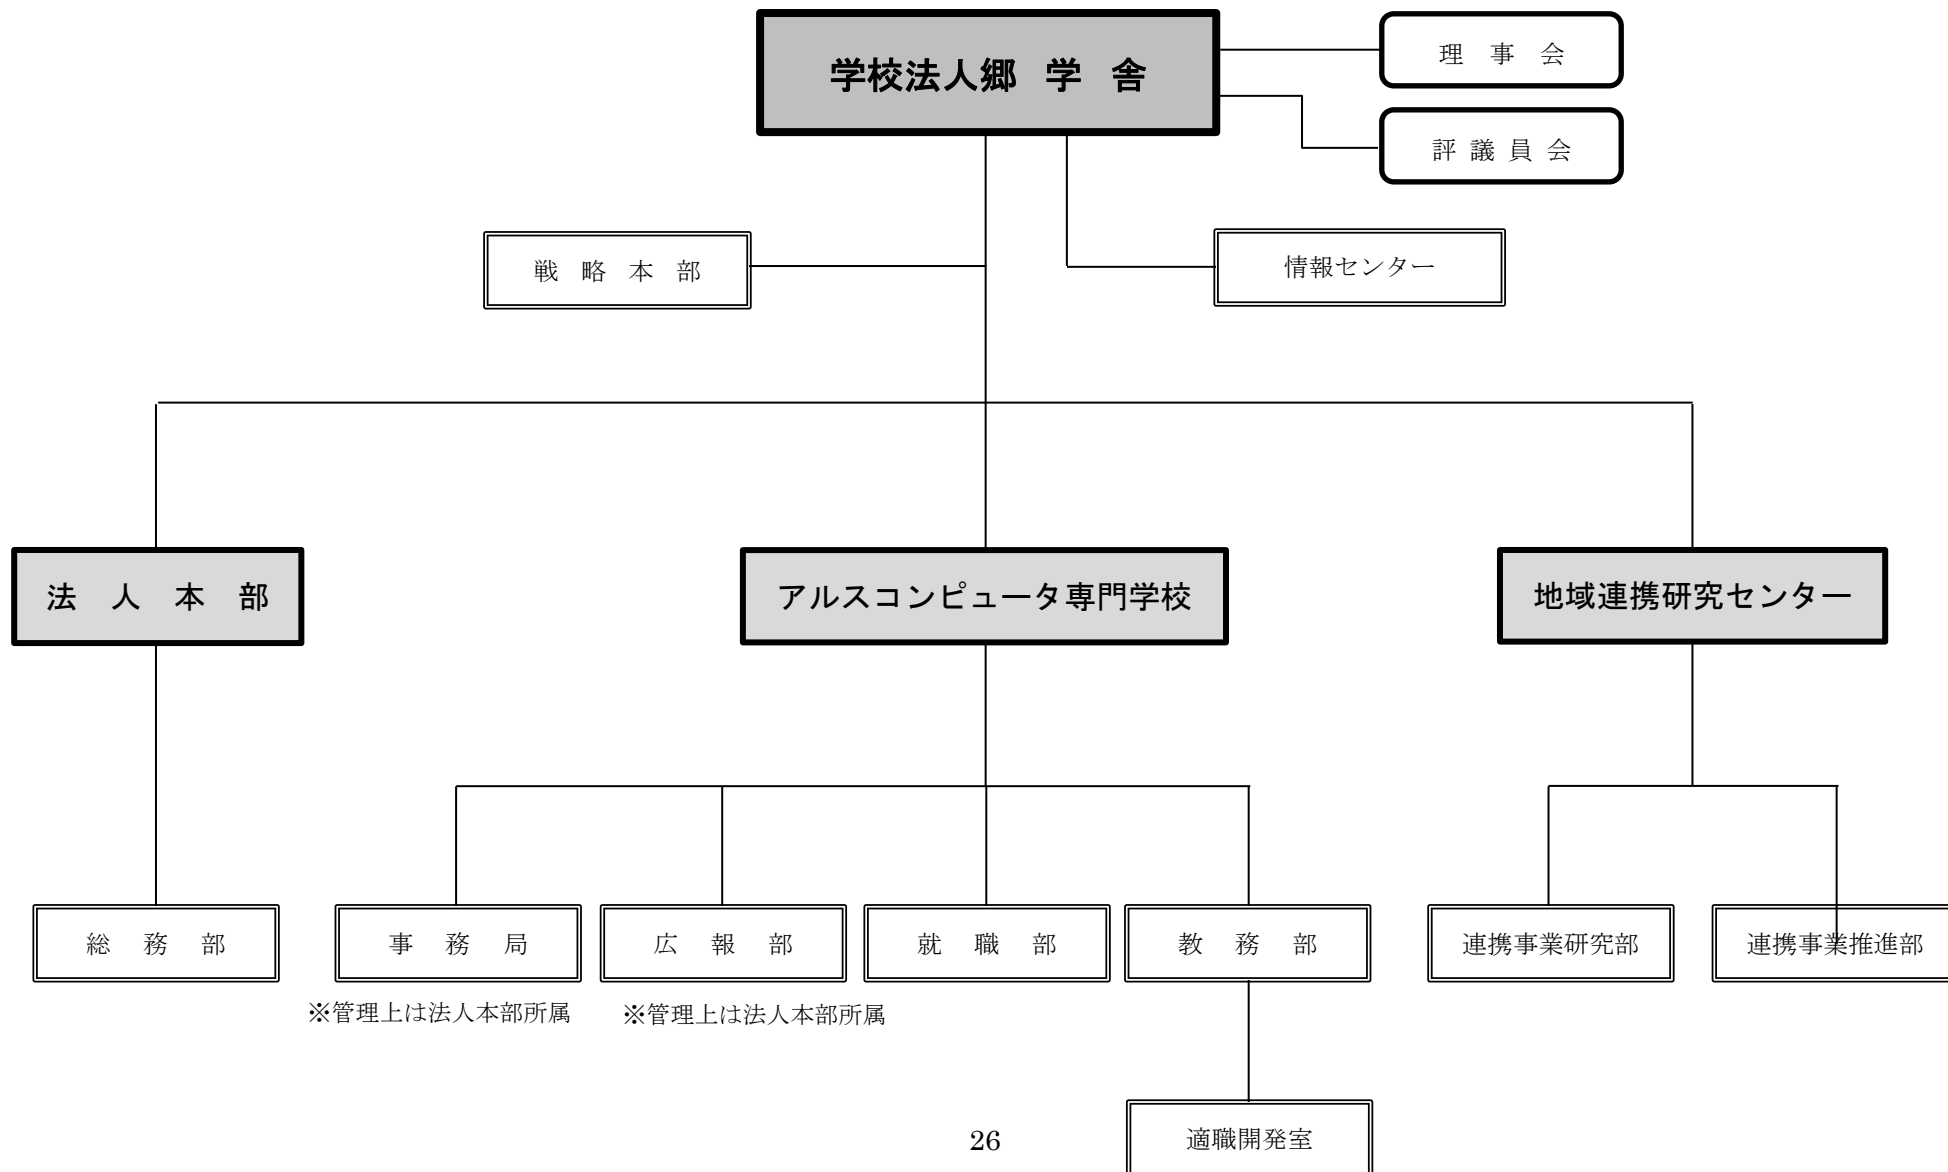 学校法人郷 学 舎
理 事 会
評 議 員 会
戦 略 本 部
情報センター
法 人 本 部
アルスコンピュータ専門学校
地域連携研究センター
総 務 部
事 務 局
広 報 部
就 職 部
教 務 部
連携事業研究部
連携事業推進部
※管理上は法人本部所属
※管理上は法人本部所属
適職開発室
26